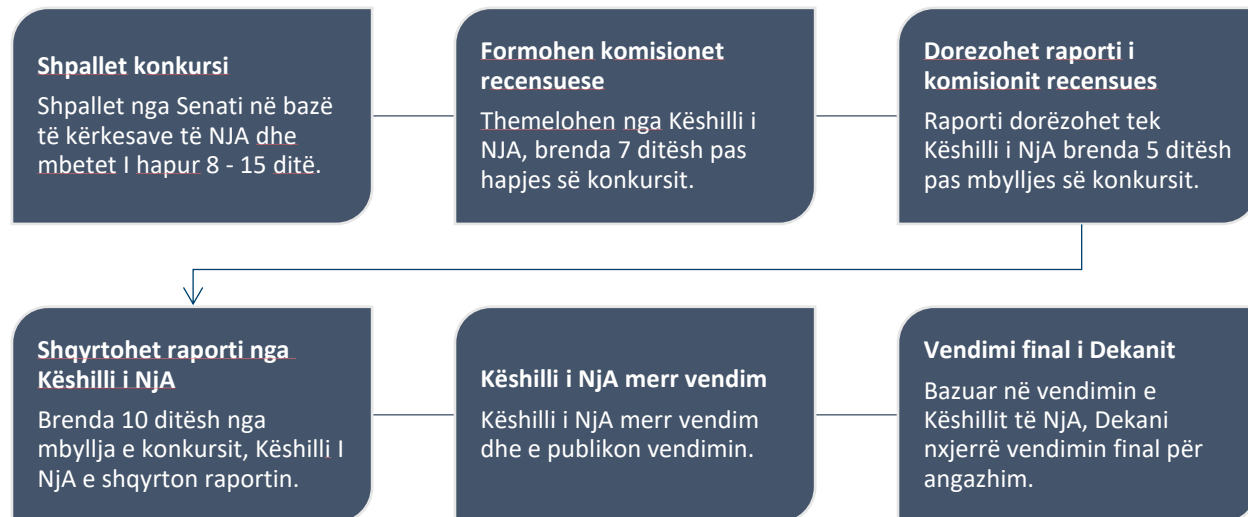 Shpallet konkursi
Shpallet nga Senati në bazë
të kërkesave të NJA dhe
mbetet I hapur 8 - 15 ditë.
Formohen komisionet
recensuese
Themelohen nga Këshilli i
NJA, brenda 7 ditësh pas
hapjes së konkursit.
Dorezohet raporti i
komisionit recensues
Raporti dorëzohet tek
Këshilli i NjA brenda 5 ditësh
pas mbylljes së konkursit.
Shqyrtohet raporti nga
Këshilli i NjA
Brenda 10 ditësh nga
mbyllja e konkursit, Këshilli I
NjA e shqyrton raportin.
Këshilli i NjA merr vendim
Këshilli i NjA merr vendim
dhe e publikon vendimin.
Vendimi final i Dekanit
Bazuar në vendimin e
Këshillit të NjA, Dekani
nxjerrë vendimin final për
angazhim.